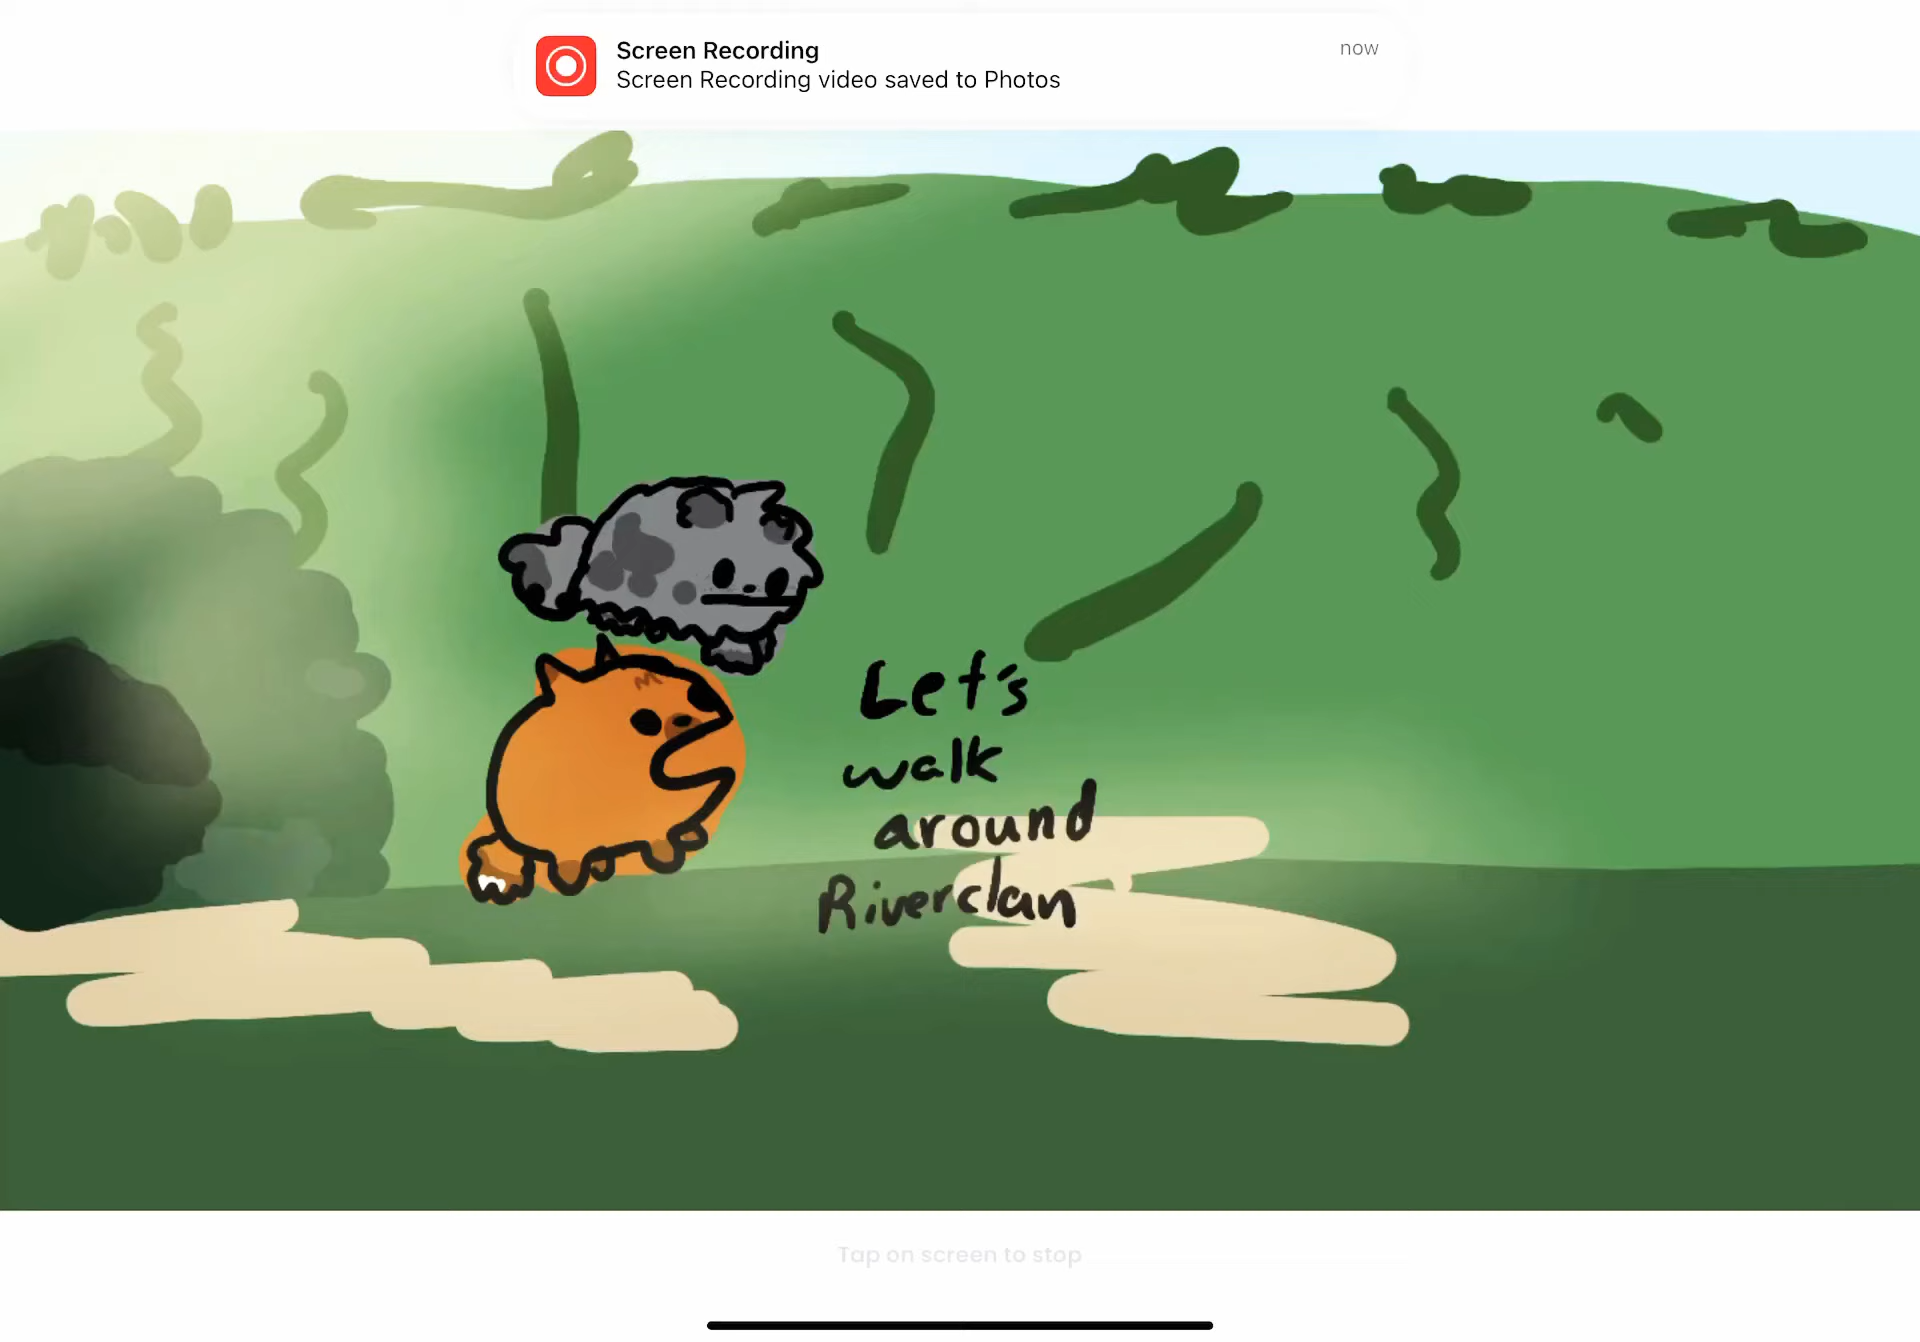 Screen Recording
now
Screen Recording video saved to Photos
M
Let's
walk
around
Riverclan
Tap on screen to stop